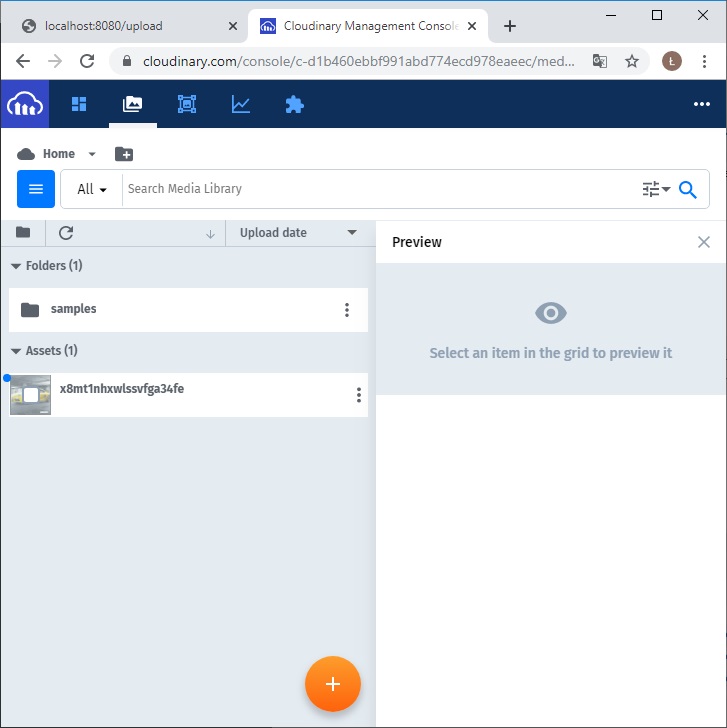 localhost:8080/upload
Cloudinary Management Console
cloudinary.com/console/c-d1b460ebbf991abd774ecd978eaeec/med...
Ł
Home
All
Search Media Library
Upload date
Preview
Folders (1)
samples
Select an item in the grid to preview it
Assets (1)
x8mt1nhxwlssvfga34fe